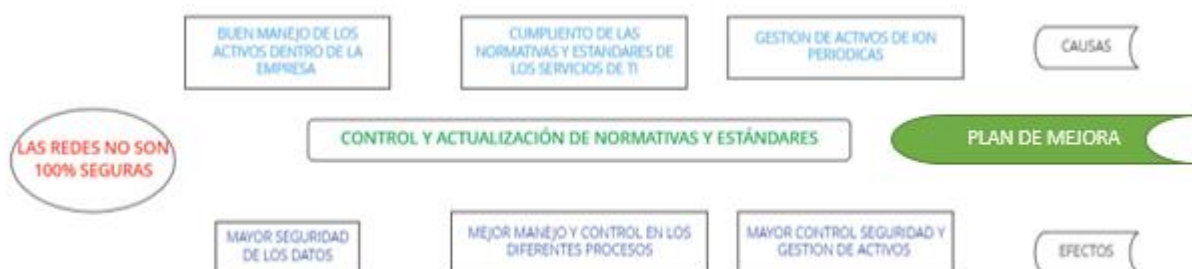 BUEN MANEJO DE LOS
ACTIVOS DENTRO DE LA
EMPRESA
CUMPLIENTO DE LAS
NORMATIVAS Y ESTANDARES DE
LOS SERVICIOS DE TI
GESTION DE ACTIVOS DE ION
PERIODICAS
CAUSAS
LAS REDES NO SON
100% SEGURAS
CONTROL Y ACTUALIZACIÓN DE NORMATIVAS Y ESTÁNDARES
PLAN DE MEJORA
MAYOR SEGURIDAD
DE LOS DATOS
MEJOR MANEJO Y CONTROL EN LOS
DIFERENTES PROCESOS
MAYOR CONTROL SEGURIDAD Y
GESTION DE ACTIVOS
EFECTOS